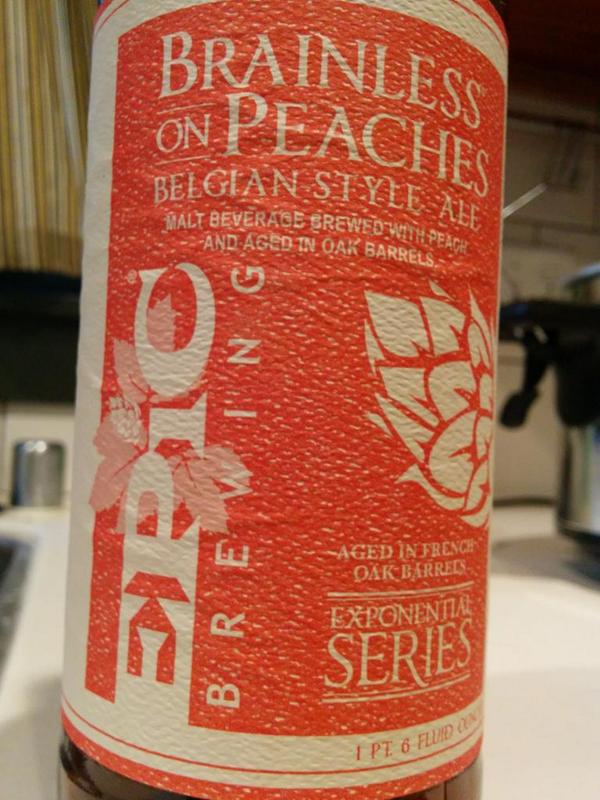 BRAINLESS
ON PEACHES
BELGIAN STYLE ALE
MALT BEVERAGE BREWED WITH PEACH
AND AGED IN OAK BARRELS
EPIC
BREWING
AGED IN FRENCH
OAK BARRELS
EXPONENTIAL
SERIES
1 PT. 6 FLUID